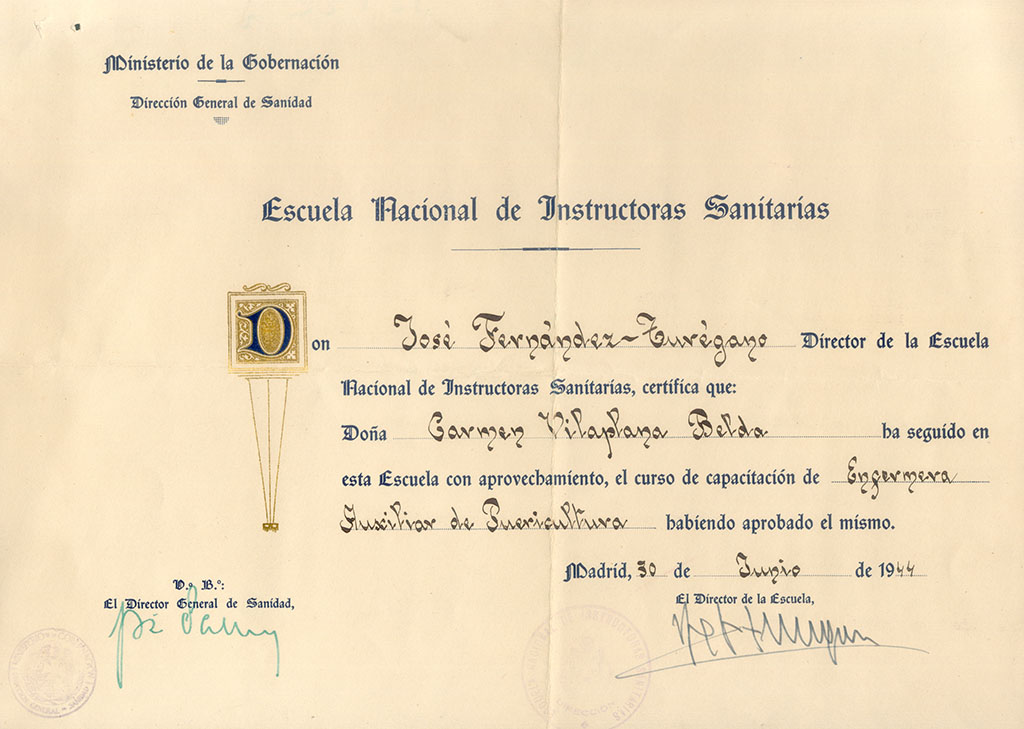 Ministerio de la Gobernación
Dirección General de Sanidad
Escuela Nacional de Instructoras Sanitarias
Don José Fernández-Turégano Director de la Escuela
Nacional de Instructoras Sanitarias, certifica que:
Doña Carmen Vilaplana Belda ha seguido en
esta Escuela con aprovechamiento, el curso de capacitación de Enfermera
Auxiliar de Puericultura habiendo aprobado el mismo.
Madrid, 30 de Junio de 1944
V.º B.º:
El Director General de Sanidad,
El Director de la Escuela,